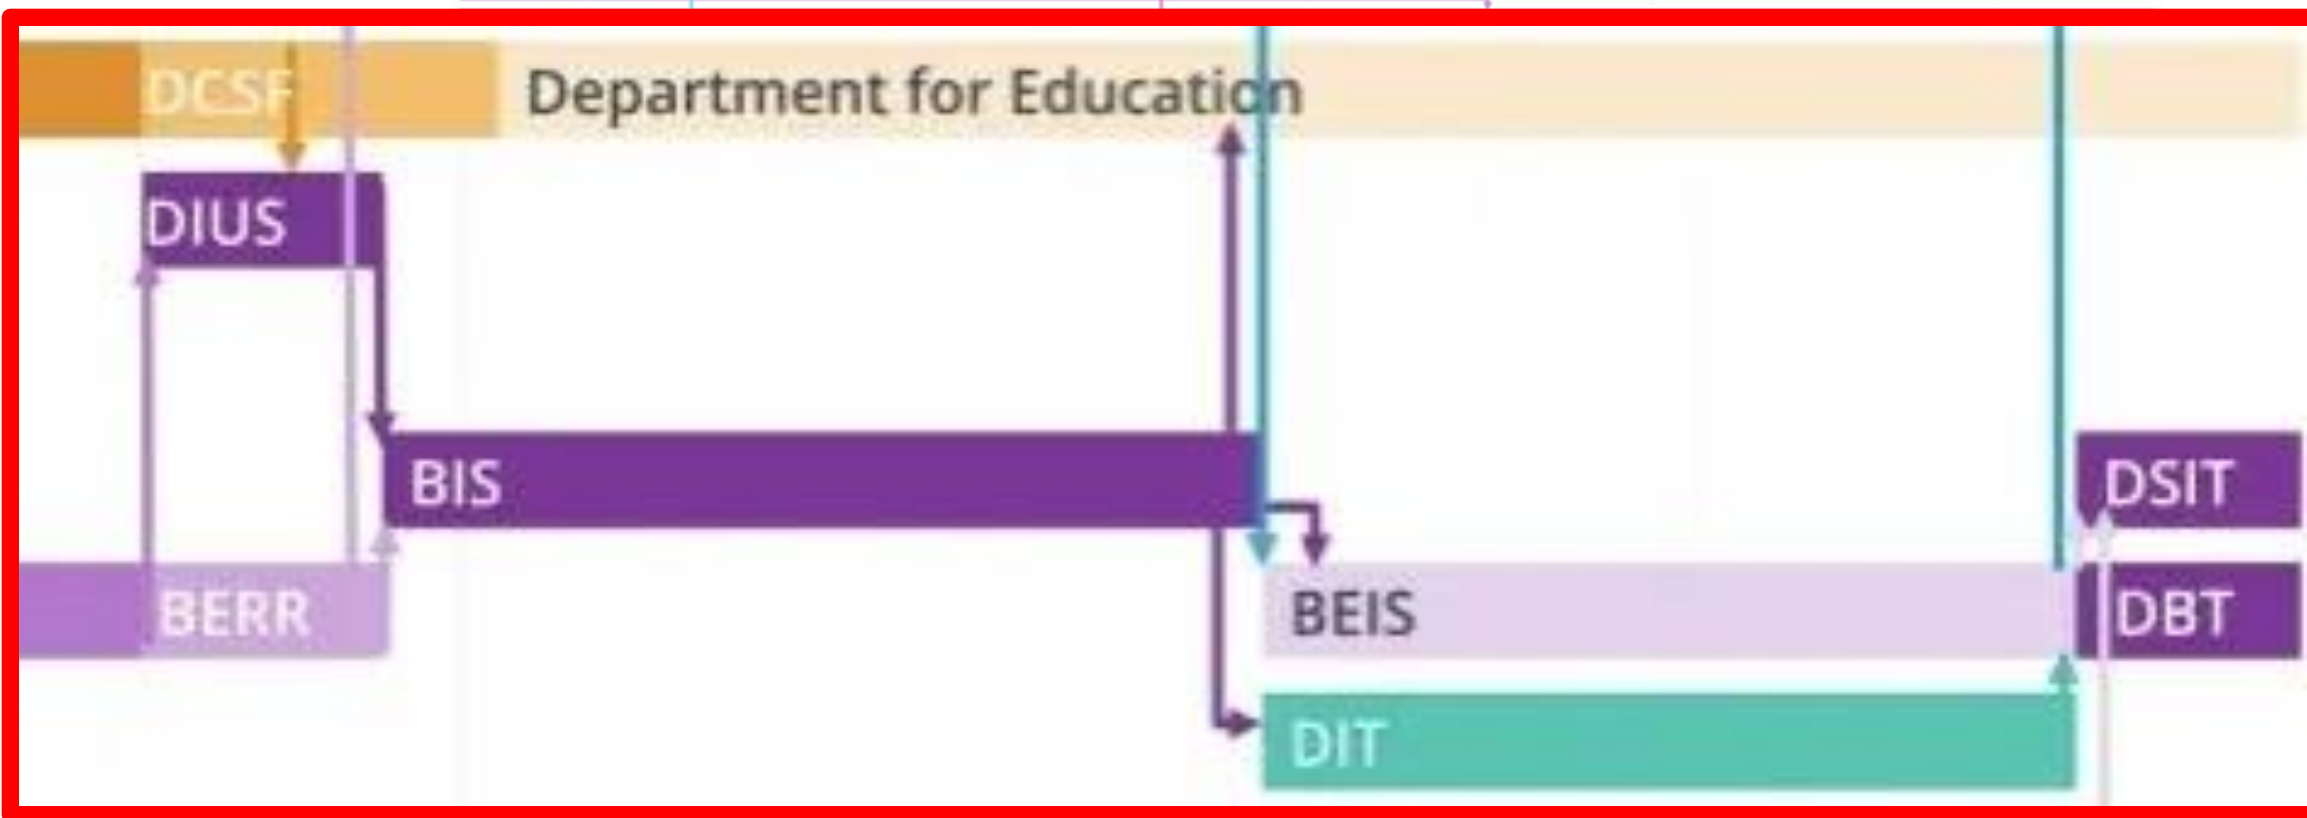 DCSF Department for Education
DIUS
BIS DSIT
BERR BEIS DBT
DIT